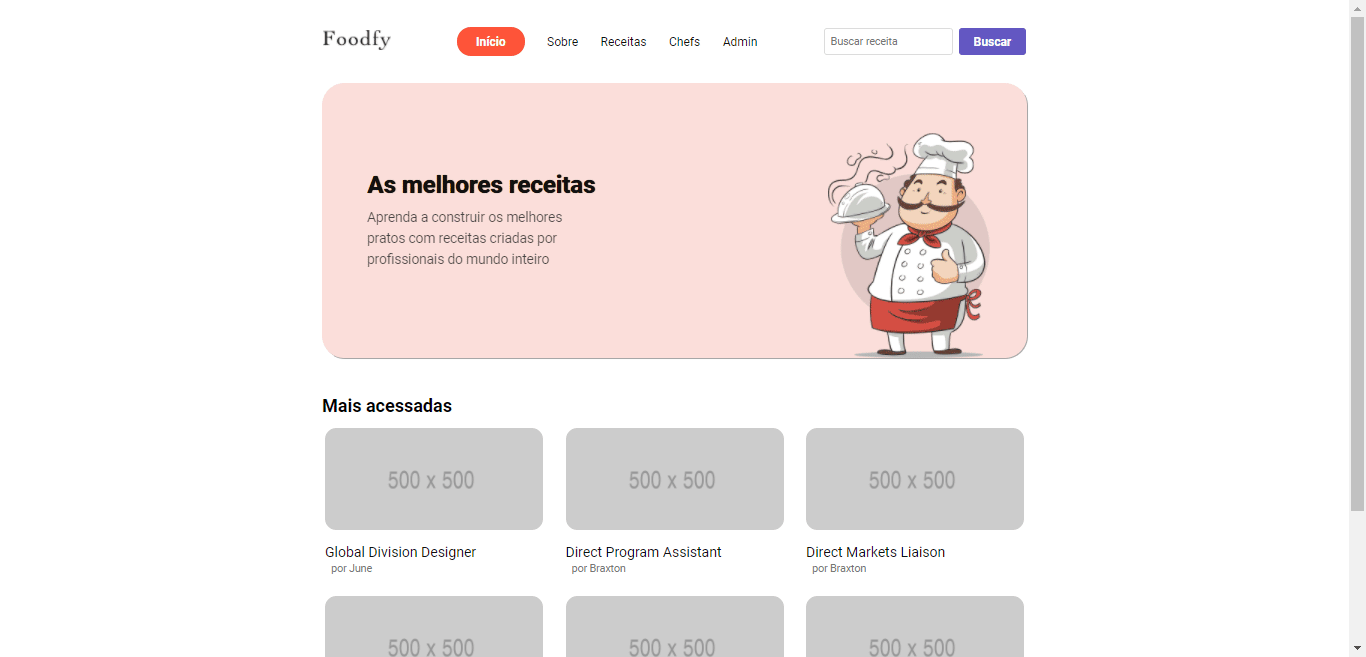 Foodfy
Início
Sobre
Receitas
Chefs
Admin
Buscar receita
Buscar
As melhores receitas
Aprenda a construir os melhores
pratos com receitas criadas por
profissionais do mundo inteiro
Mais acessadas
500 x 500
500 x 500
500 x 500
Global Division Designer
Direct Program Assistant
Direct Markets Liaison
por June
por Braxton
por Braxton
500 x 500
500 x 500
500 x 500